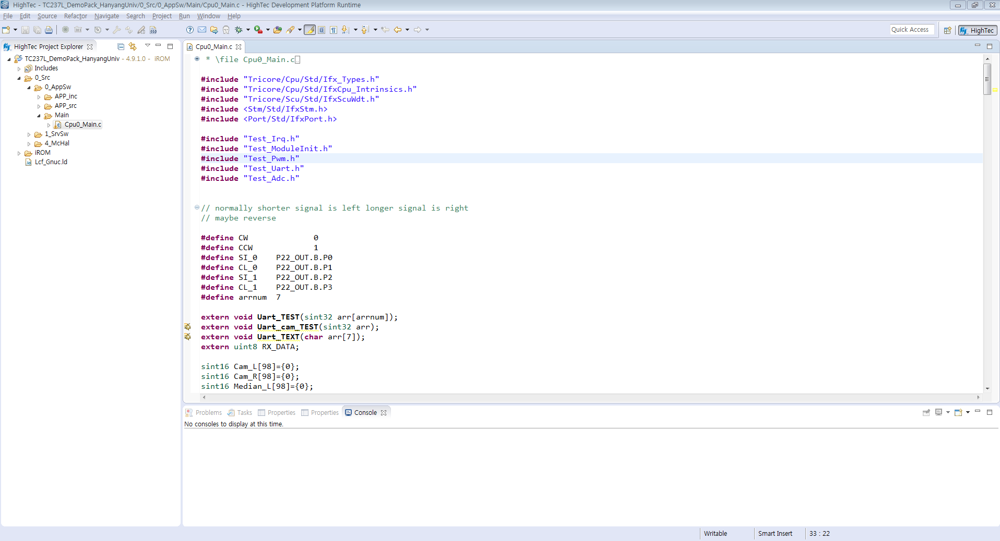 HighTec - TC237L_DemoPack_HanyangUniv/0_Src/0_AppSw/Main/Cpu0_Main.c - HighTec Development Platform Runtime
File Edit Source Refactor Navigate Search Project Run Window Help
Quick Access
HighTec
HighTec Project Explorer
TC237L_DemoPack_HanyangUniv - 4.9.1.0 - iROM
Includes
0_Src
0_AppSw
APP_inc
APP_src
Main
Cpu0_Main.c
1_SrvSw
4_McHal
iROM
Lcf_Gnuc.ld
Cpu0_Main.c
* \file Cpu0_Main.c
#include "Tricore/Cpu/Std/Ifx_Types.h"
#include "Tricore/Cpu/Std/IfxCpu_Intrinsics.h"
#include "Tricore/Scu/Std/IfxScuWdt.h"
#include <Stm/Std/IfxStm.h>
#include <Port/Std/IfxPort.h>
#include "Test_Irq.h"
#include "Test_ModuleInit.h"
#include "Test_Pwm.h"
#include "Test_Uart.h"
#include "Test_Adc.h"
// normally shorter signal is left longer signal is right
// maybe reverse
#define CW 0
#define CCW 1
#define SI_0 P22_OUT.B.P0
#define CL_0 P22_OUT.B.P1
#define SI_1 P22_OUT.B.P2
#define CL_1 P22_OUT.B.P3
#define arrnum 7
extern void Uart_TEST(sint32 arr[arrnum]);
extern void Uart_cam_TEST(sint32 arr);
extern void Uart_TEXT(char arr[7]);
extern uint8 RX_DATA;
sint16 Cam_L[98]={0};
sint16 Cam_R[98]={0};
sint16 Median_L[98]={0};
Problems Tasks Properties Properties Console
No consoles to display at this time.
Writable Smart Insert 33 : 22